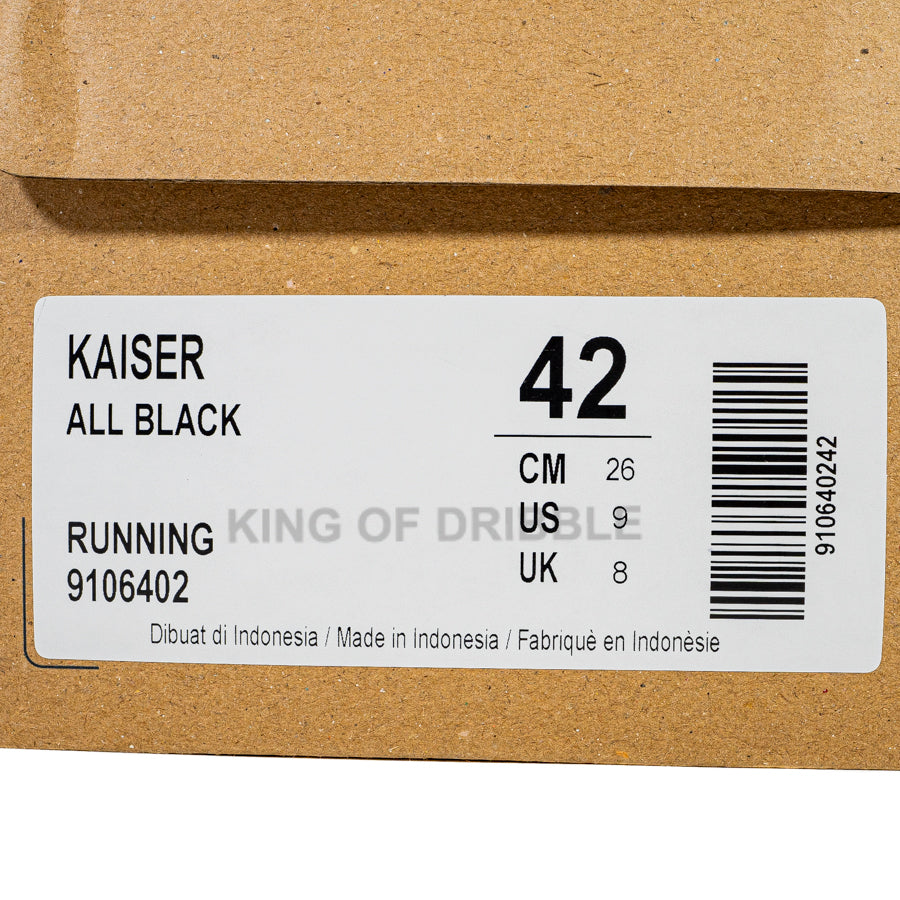 KAISER
ALL BLACK
RUNNING
9106402
42
CM 26
US 9
UK 8
910640242
KING OF DRIBBLE
Dibuat di Indonesia / Made in Indonesia / Fabriquè en Indonèsie